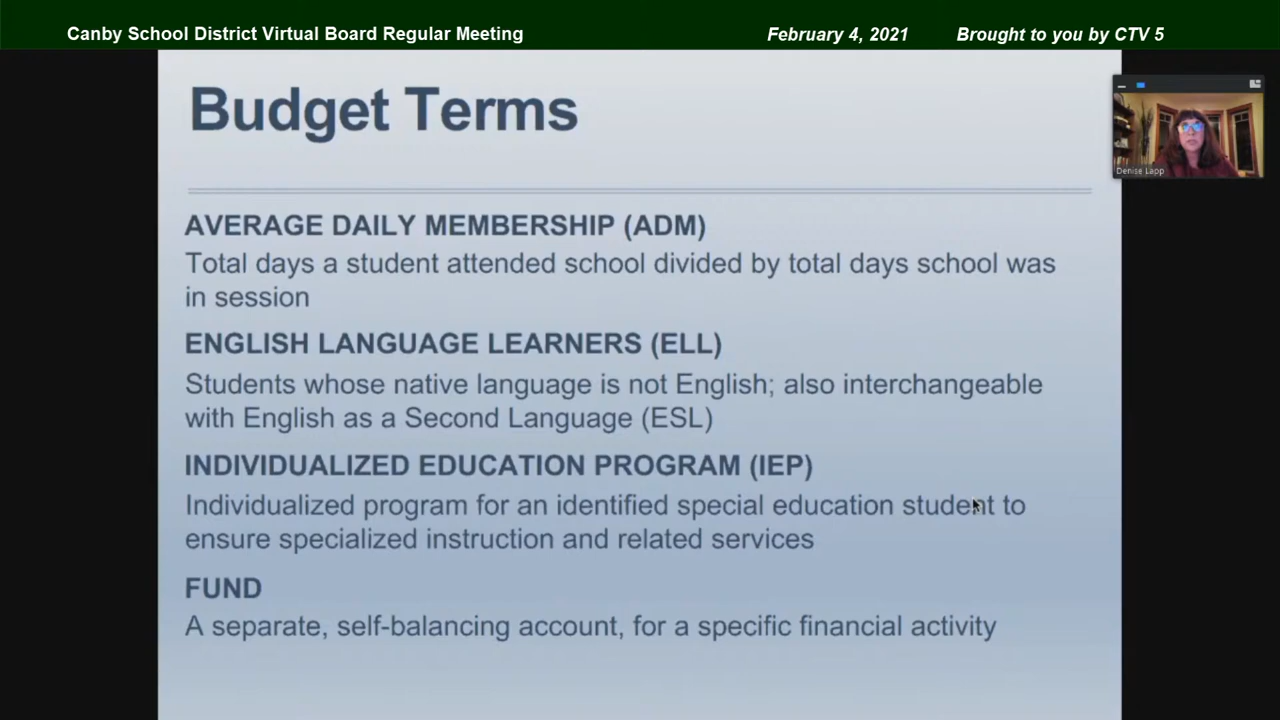 Canby School District Virtual Board Regular Meeting
February 4, 2021
Brought to you by CTV 5
Budget Terms
Denise Lapp
AVERAGE DAILY MEMBERSHIP (ADM)
Total days a student attended school divided by total days school was
in session
ENGLISH LANGUAGE LEARNERS (ELL)
Students whose native language is not English; also interchangeable
with English as a Second Language (ESL)
INDIVIDUALIZED EDUCATION PROGRAM (IEP)
Individualized program for an identified special education student to
ensure specialized instruction and related services
FUND
A separate, self-balancing account, for a specific financial activity